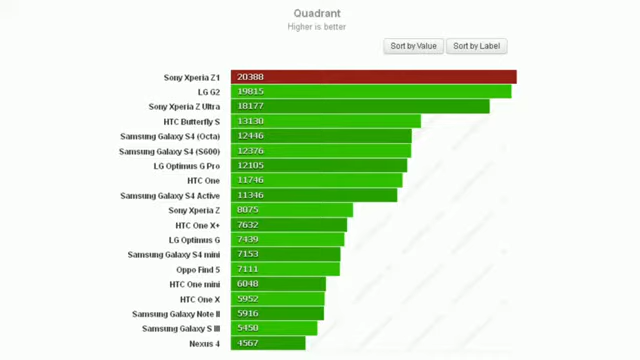 Quadrant
Higher is better
Sort by Value Sort by Label
Sony Xperia Z1 20388
LG G2 19815
Sony Xperia Z Ultra 18177
HTC Butterfly S 13130
Samsung Galaxy S4 (Octa) 12446
Samsung Galaxy S4 (S600) 12376
LG Optimus G Pro 12105
HTC One 11746
Samsung Galaxy S4 Active 11346
Sony Xperia Z 8075
HTC One X+ 7632
LG Optimus G 7439
Samsung Galaxy S4 mini 7153
Oppo Find 5 7111
HTC One mini 6048
HTC One X 5952
Samsung Galaxy Note II 5916
Samsung Galaxy S III 5450
Nexus 4 4567